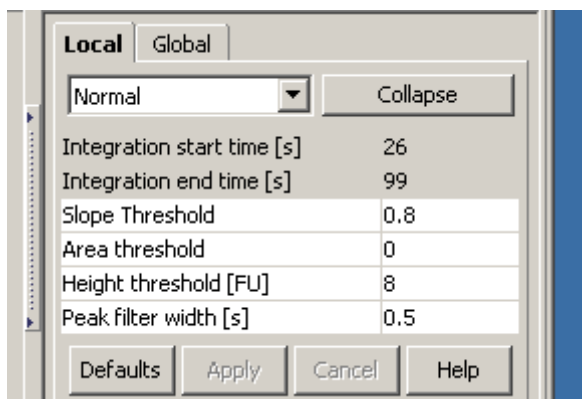 Local Global
Normal Collapse
Integration start time [s] 26
Integration end time [s] 99
Slope Threshold 0.8
Area threshold 0
Height threshold [FU] 8
Peak filter width [s] 0.5
Defaults Apply Cancel Help